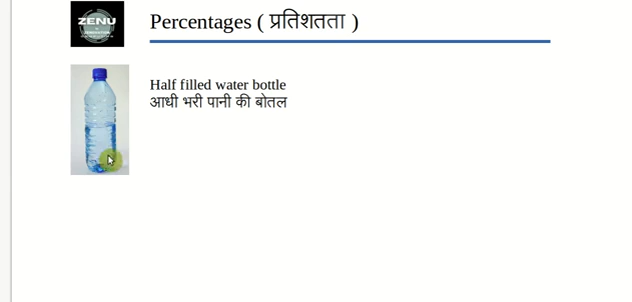 ZENU
Percentages ( प्रतिशतता )
Half filled water bottle
आधी भरी पानी की बोतल